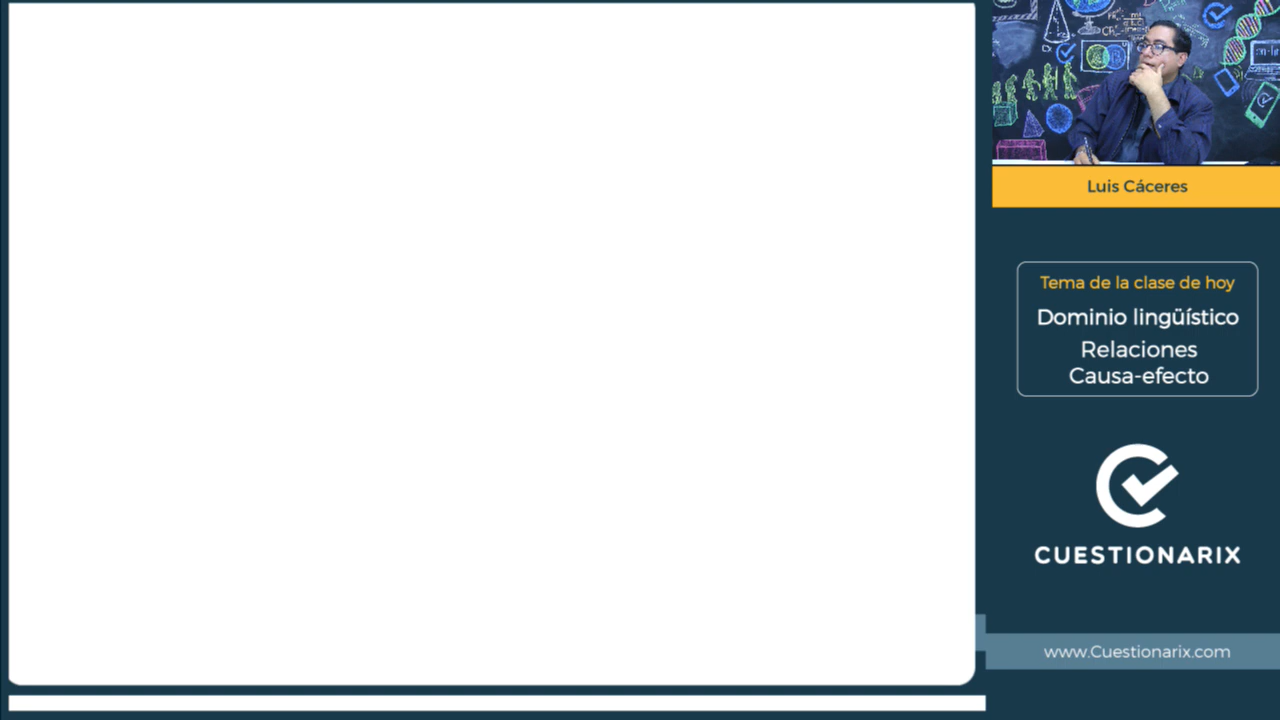 Luis Cáceres
Tema de la clase de hoy
Dominio lingüístico
Relaciones
Causa-efecto
CUESTIONARIX
www.Cuestionarix.com